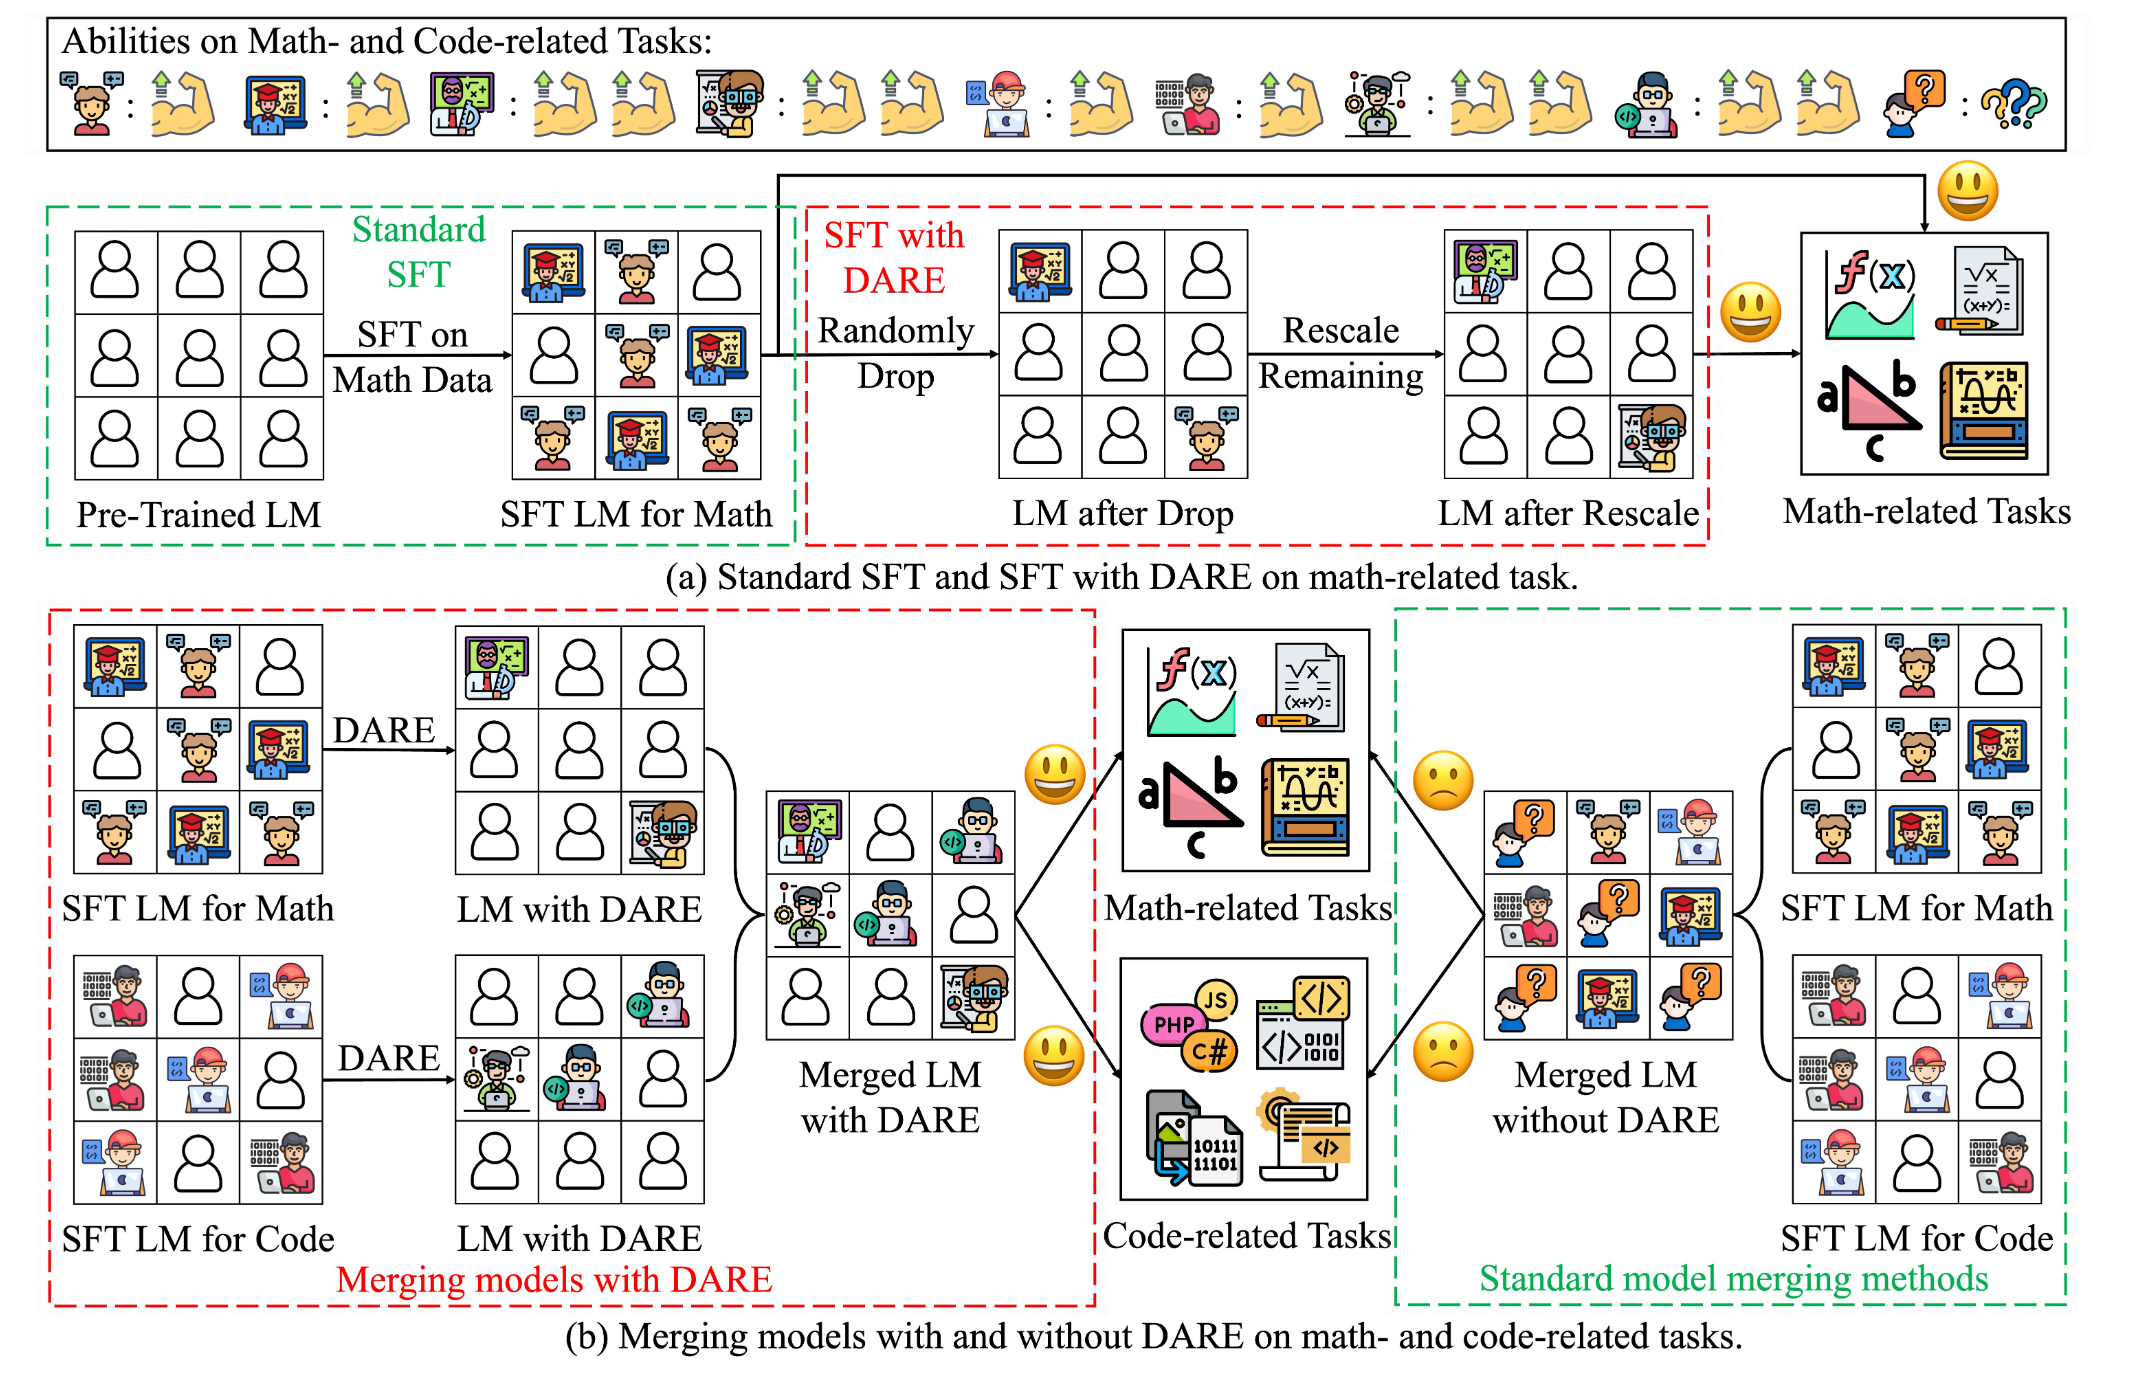 Abilities on Math- and Code-related Tasks:
: : : : : : : : :
Standard
SFT
SFT on
Math Data
Pre-Trained LM
SFT LM for Math
SFT with
DARE
Randomly
Drop
LM after Drop
Rescale
Remaining
LM after Rescale
f(x)
√x
(x+y)=
a b
c
Math-related Tasks
(a) Standard SFT and SFT with DARE on math-related task.
SFT LM for Math
DARE
LM with DARE
SFT LM for Code
DARE
LM with DARE
Merged LM
with DARE
Merging models with DARE
f(x)
√x
(x+y)=
a b
c
Math-related Tasks
JS
PHP
C#
</>
</>
0101
1010
10111
11101
</>
Code-related Tasks
Merged LM
without DARE
SFT LM for Math
SFT LM for Code
Standard model merging methods
(b) Merging models with and without DARE on math- and code-related tasks.